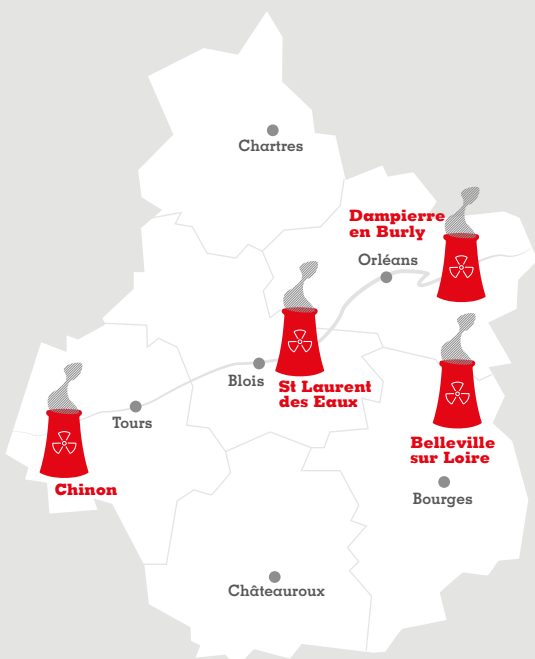 Chartres
Dampierre
en Burly
Orléans
Blois
St Laurent
des Eaux
Tours
Belleville
sur Loire
Chinon
Bourges
Châteauroux